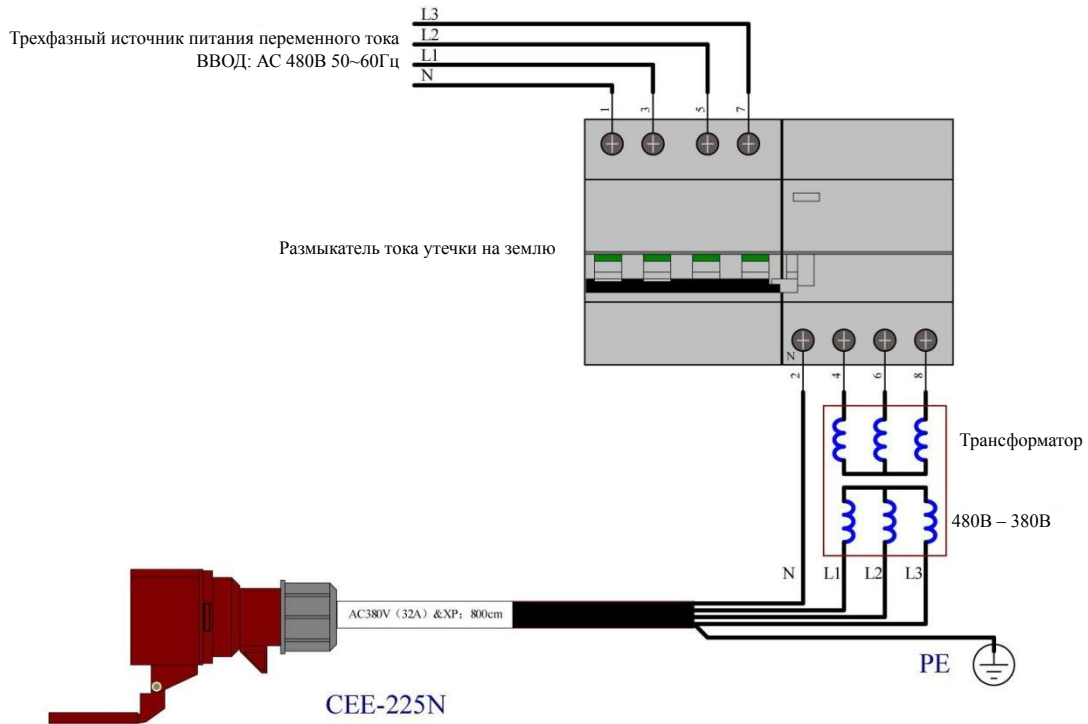 L3
Трехфазный источник питания переменного тока
L2
ВВОД: АС 480В 50~60Гц
L1
N
1
3
5
7
Размыкатель тока утечки на землю
N
2
4
6
8
Трансформатор
480В – 380В
N
L1
L2
L3
AC380V（32A）&XP：800cm
PE
CEE-225N